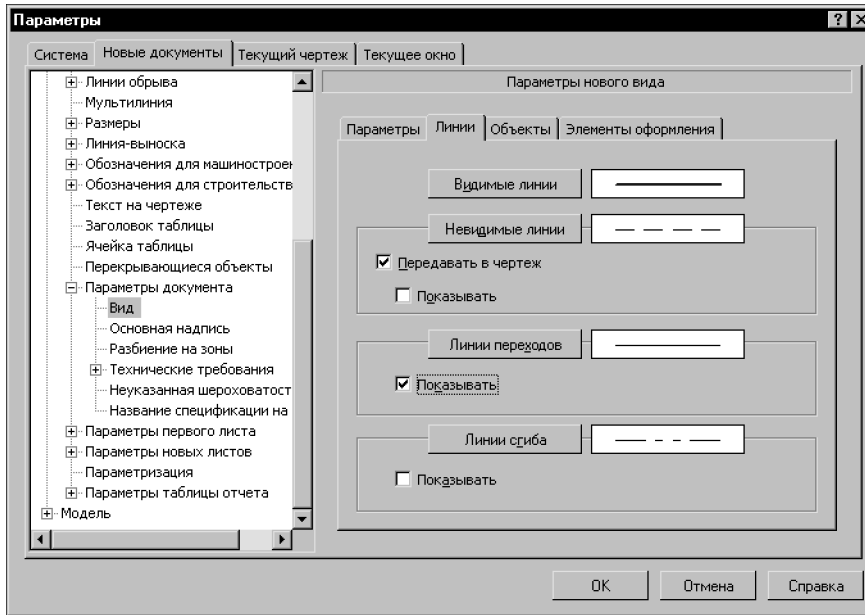 Параметры
Система
Новые документы
Текущий чертеж
Текущее окно
Линии обрыва
Мультилиния
Размеры
Линия-выноска
Обозначения для машинострое
Обозначения для строительств
Текст на чертеже
Заголовок таблицы
Ячейка таблицы
Перекрывающиеся объекты
Параметры документа
Вид
Основная надпись
Разбиение на зоны
Технические требования
Неуказанная шероховатост
Название спецификации на
Параметры первого листа
Параметры новых листов
Параметризация
Параметры таблицы отчета
Модель
Параметры нового вида
Параметры
Линии
Объекты
Элементы оформления
Видимые линии
Невидимые линии
Передавать в чертеж
Показывать
Линии переходов
Показывать
Линии сгиба
Показывать
OK
Отмена
Справка